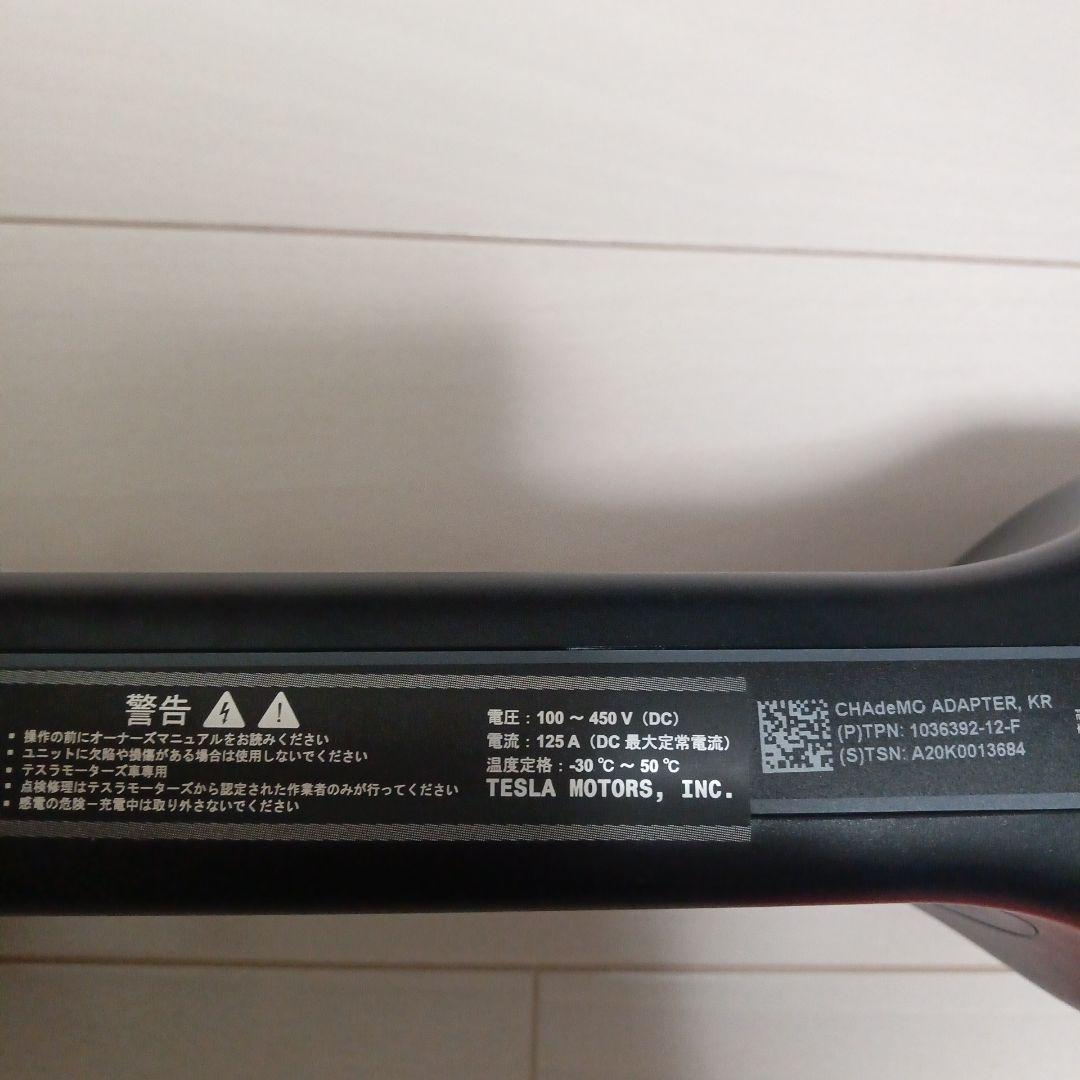 警告
▪ 操作の前にオーナーズマニュアルをお読みください
▪ ユニットに欠陥や損傷がある場合は使用しないでください
▪ テスラモーターズ車専用
▪ 点検修理はテスラモーターズから認定された作業者のみが行ってください
▪ 感電の危険－充電中は取り外さないでください
電圧：100 ～ 450 V（DC）
電流：125 A（DC 最大定常電流）
温度定格：-30 ℃ ～ 50 ℃
TESLA MOTORS, INC.
CHAdeMO ADAPTER, KR
(P)TPN: 1036392-12-F
(S)TSN: A20K0013684